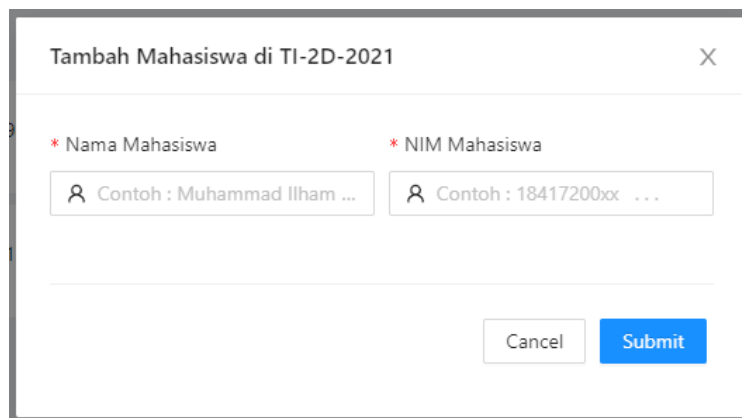 Tambah Mahasiswa di TI-2D-2021
* Nama Mahasiswa
* NIM Mahasiswa
Contoh : Muhammad Ilham ...
Contoh : 18417200xx ...
Cancel
Submit